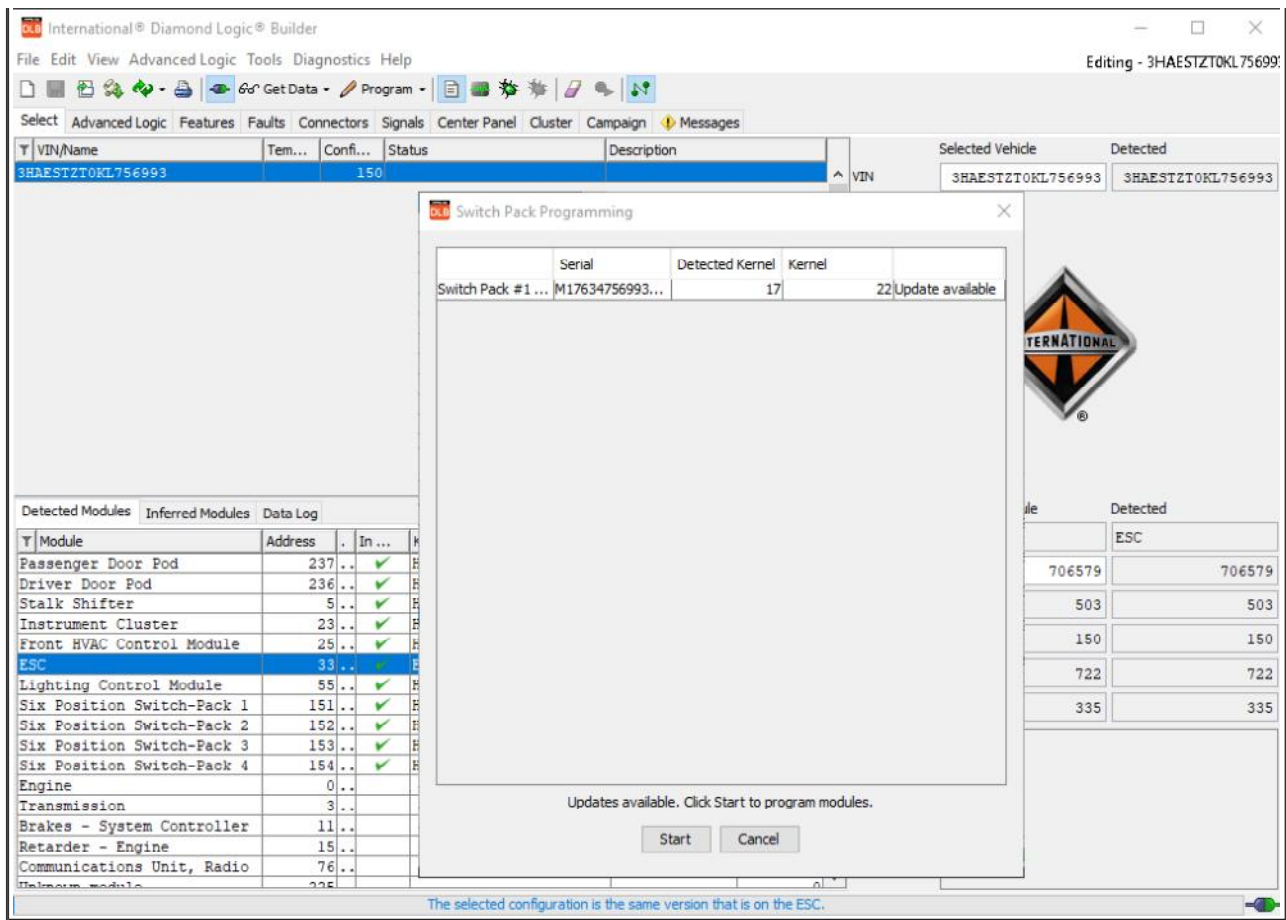 DLB International® Diamond Logic® Builder
File Edit View Advanced Logic Tools Diagnostics Help
Editing - 3HAESTZT0KL75699
Get Data Program
Select Advanced Logic Features Faults Connectors Signals Center Panel Cluster Campaign Messages
VIN/Name Tem... Confi... Status Description
3HAESTZT0KL756993 150
Selected Vehicle Detected
VIN 3HAESTZT0KL756993 3HAESTZT0KL756993
DLB Switch Pack Programming
Serial Detected Kernel Kernel
Switch Pack #1 ... M17634756993... 17 22 Update available
TERNATIONAL
®
Detected Modules Inferred Modules Data Log
Module Address . In ...
Passenger Door Pod 237 ..
Driver Door Pod 236 ..
Stalk Shifter 5 ..
Instrument Cluster 23 ..
Front HVAC Control Module 25 ..
ESC 33 ..
Lighting Control Module 55 ..
Six Position Switch-Pack 1 151 ..
Six Position Switch-Pack 2 152 ..
Six Position Switch-Pack 3 153 ..
Six Position Switch-Pack 4 154 ..
Engine 0 ..
Transmission 3 ..
Brakes - System Controller 11 ..
Retarder - Engine 15 ..
Communications Unit, Radio 76 ..
Detected
ESC
706579 706579
503 503
150 150
722 722
335 335
Updates available. Click Start to program modules.
Start Cancel
The selected configuration is the same version that is on the ESC.